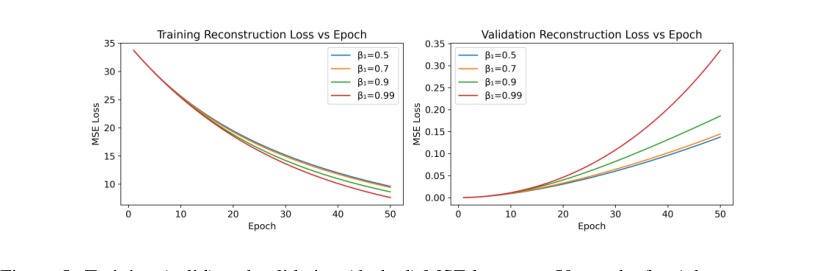 Training Reconstruction Loss vs Epoch
35
30
25
20
15
10
MSE Loss
0 10 20 30 40 50
Epoch
β₁=0.5
β₁=0.7
β₁=0.9
β₁=0.99
Validation Reconstruction Loss vs Epoch
0.35
0.30
0.25
0.20
0.15
0.10
0.05
0.00
MSE Loss
0 10 20 30 40 50
Epoch
β₁=0.5
β₁=0.7
β₁=0.9
β₁=0.99